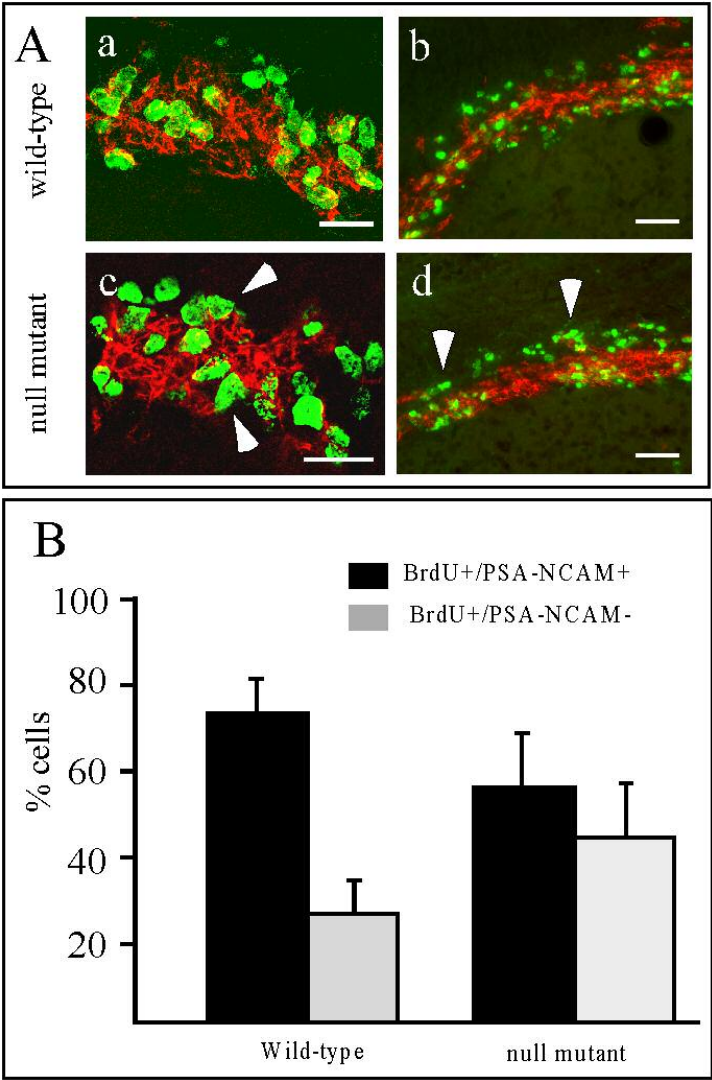 A
a
b
wild-type
c
d
null mutant
B
BrdU+/PSA-NCAM+
BrdU+/PSA-NCAM-
100
80
60
40
20
% cells
Wild-type
null mutant